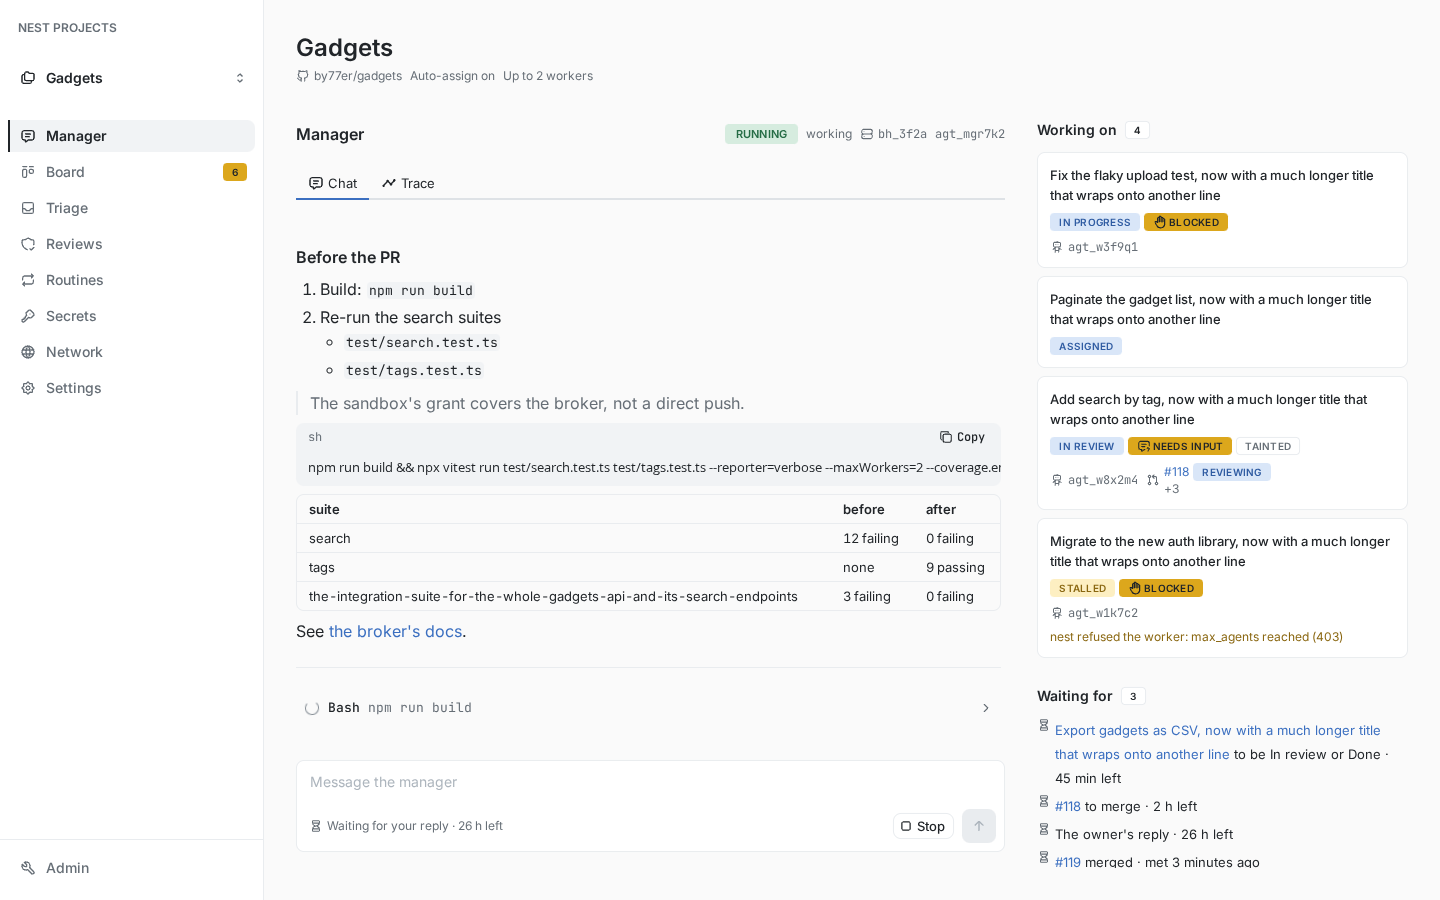 NEST PROJECTS
Gadgets
Manager
Board 6
Triage
Reviews
Routines
Secrets
Network
Settings
Admin
Gadgets
by77er/gadgets Auto-assign on Up to 2 workers
Manager RUNNING working bh_3f2a agt_mgr7k2
Chat Trace
Before the PR
1. Build: npm run build
2. Re-run the search suites
test/search.test.ts
test/tags.test.ts
The sandbox's grant covers the broker, not a direct push.
sh Copy
npm run build && npx vitest run test/search.test.ts test/tags.test.ts --reporter=verbose --maxWorkers=2 --coverage.er
suite before after
search 12 failing 0 failing
tags none 9 passing
the-integration-suite-for-the-whole-gadgets-api-and-its-search-endpoints 3 failing 0 failing
See the broker's docs.
Bash npm run build
Message the manager
Waiting for your reply · 26 h left Stop
Working on 4
Fix the flaky upload test, now with a much longer title
that wraps onto another line
IN PROGRESS BLOCKED
agt_w3f9q1
Paginate the gadget list, now with a much longer title
that wraps onto another line
ASSIGNED
Add search by tag, now with a much longer title that
wraps onto another line
IN REVIEW NEEDS INPUT TAINTED
agt_w8x2m4 #118 REVIEWING
+3
Migrate to the new auth library, now with a much longer
title that wraps onto another line
STALLED BLOCKED
agt_w1k7c2
nest refused the worker: max_agents reached (403)
Waiting for 3
Export gadgets as CSV, now with a much longer title
that wraps onto another line to be In review or Done ·
45 min left
#118 to merge · 2 h left
The owner's reply · 26 h left
#119 merged · met 3 minutes ago